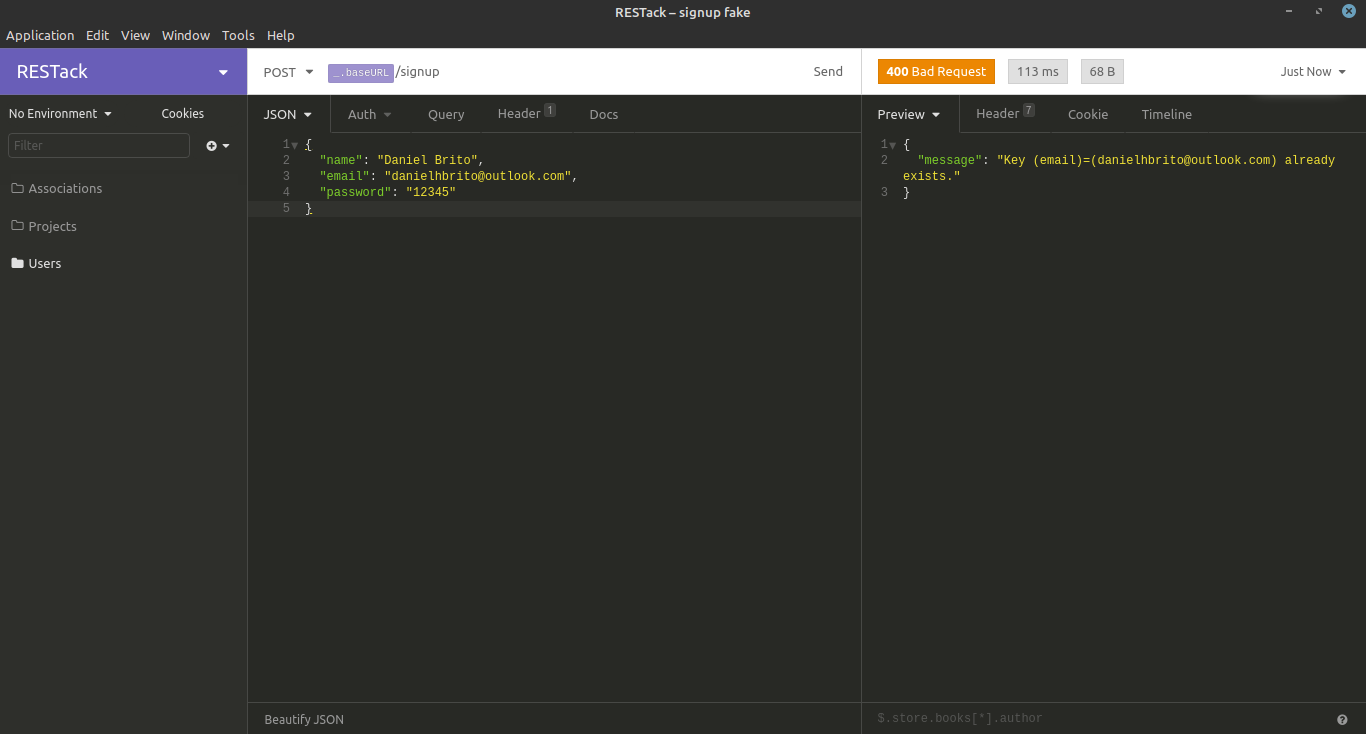 RESTack – signup fake
Application Edit View Window Tools Help
RESTack
POST _.baseURL/signup Send
400 Bad Request 113 ms 68 B Just Now
No Environment Cookies
JSON Auth Query Header 1 Docs
Preview Header 7 Cookie Timeline
Filter
Associations
Projects
Users
1 {
2 "name": "Daniel Brito",
3 "email": "danielhbrito@outlook.com",
4 "password": "12345"
5 }
1 {
2 "message": "Key (email)=(danielhbrito@outlook.com) already
exists."
3 }
Beautify JSON
$.store.books[*].author